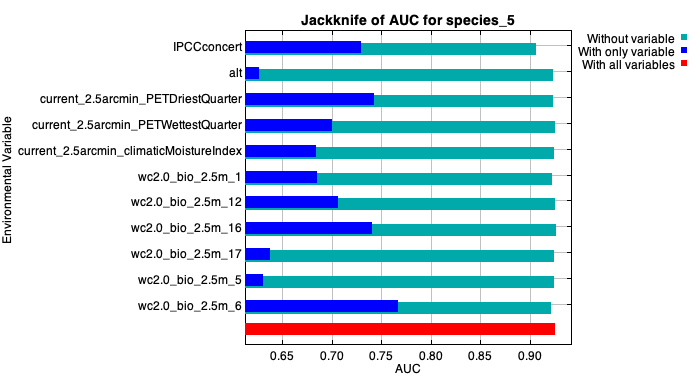 Jackknife of AUC for species_5
Without variable
With only variable
With all variables
Environmental Variable
IPCCconcert
alt
current_2.5arcmin_PETDriestQuarter
current_2.5arcmin_PETWettestQuarter
current_2.5arcmin_climaticMoistureIndex
wc2.0_bio_2.5m_1
wc2.0_bio_2.5m_12
wc2.0_bio_2.5m_16
wc2.0_bio_2.5m_17
wc2.0_bio_2.5m_5
wc2.0_bio_2.5m_6
0.65 0.70 0.75 0.80 0.85 0.90
AUC